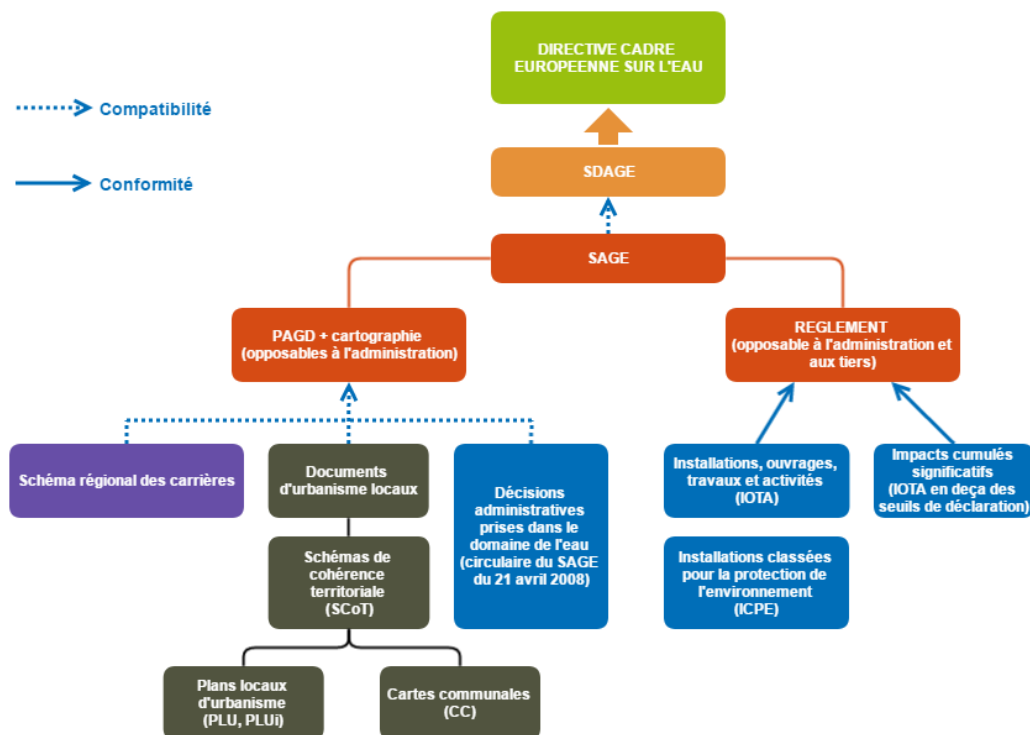 DIRECTIVE CADRE
EUROPEENNE SUR L'EAU
Compatibilité
Conformité
SDAGE
SAGE
PAGD + cartographie
(opposables à l'administration)
REGLEMENT
(opposable à l'administration et
aux tiers)
Schéma régional des carrières
Documents
d'urbanisme locaux
Décisions
administratives
prises dans le
domaine de l'eau
(circulaire du SAGE
du 21 avril 2008)
Installations, ouvrages,
travaux et activités
(IOTA)
Impacts cumulés
significatifs
(IOTA en deça des
seuils de déclaration)
Schémas de
cohérence
territoriale
(SCoT)
Installations classées
pour la protection de
l'environnement
(ICPE)
Plans locaux
d'urbanisme
(PLU, PLUi)
Cartes communales
(CC)